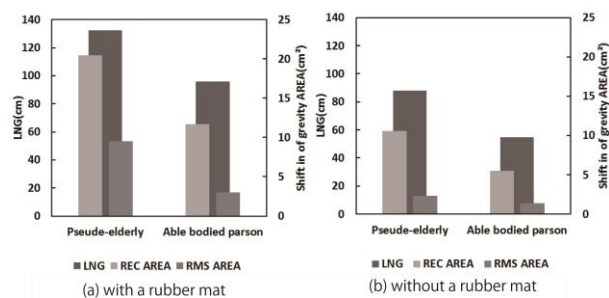 140
120
100
80
60
40
20
0
LNG(cm)
25
20
15
10
5
0
Shift in of grevity AREA(cm²)
Pseude-elderly
Able bodied parson
LNG
REC AREA
RMS AREA
(a) with a rubber mat
140
120
100
80
60
40
20
0
LNG(cm)
25
20
15
10
5
0
Shift in of grevity AREA(cm²)
Pseude-elderly
Able bodied parson
LNG
REC AREA
RMS AREA
(b) without a rubber mat